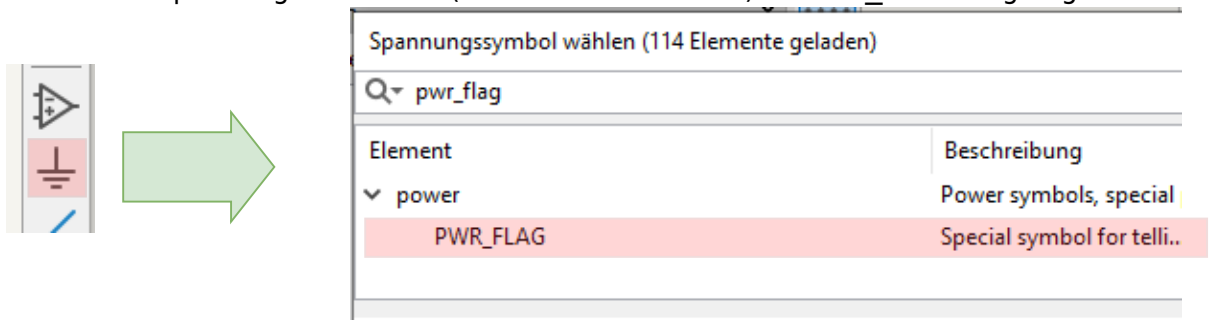 Spannungssymbol wählen (114 Elemente geladen)
pwr_flag
Element Beschreibung
power Power symbols, special
PWR_FLAG Special symbol for telli..